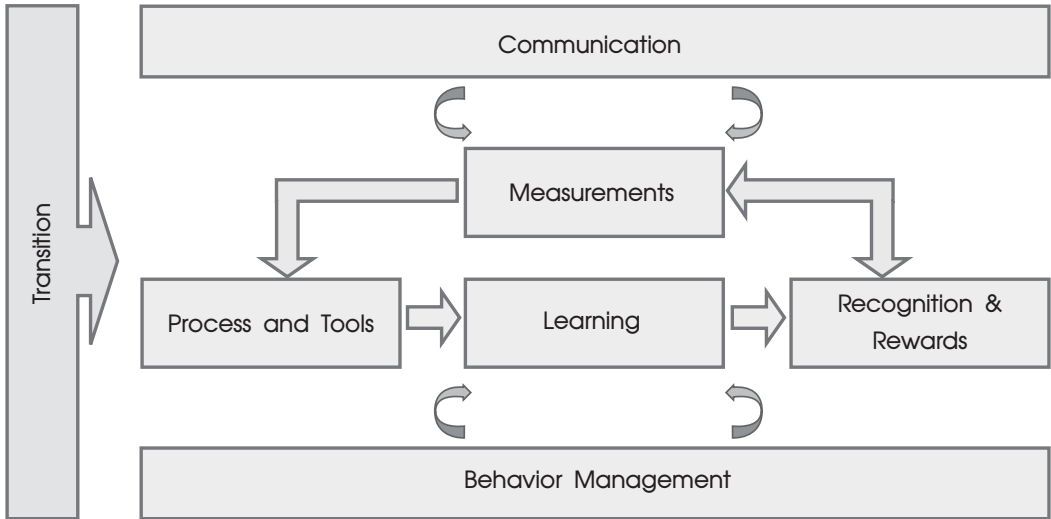 Transition
Communication
Measurements
Process and Tools
Learning
Recognition &
Rewards
Behavior Management